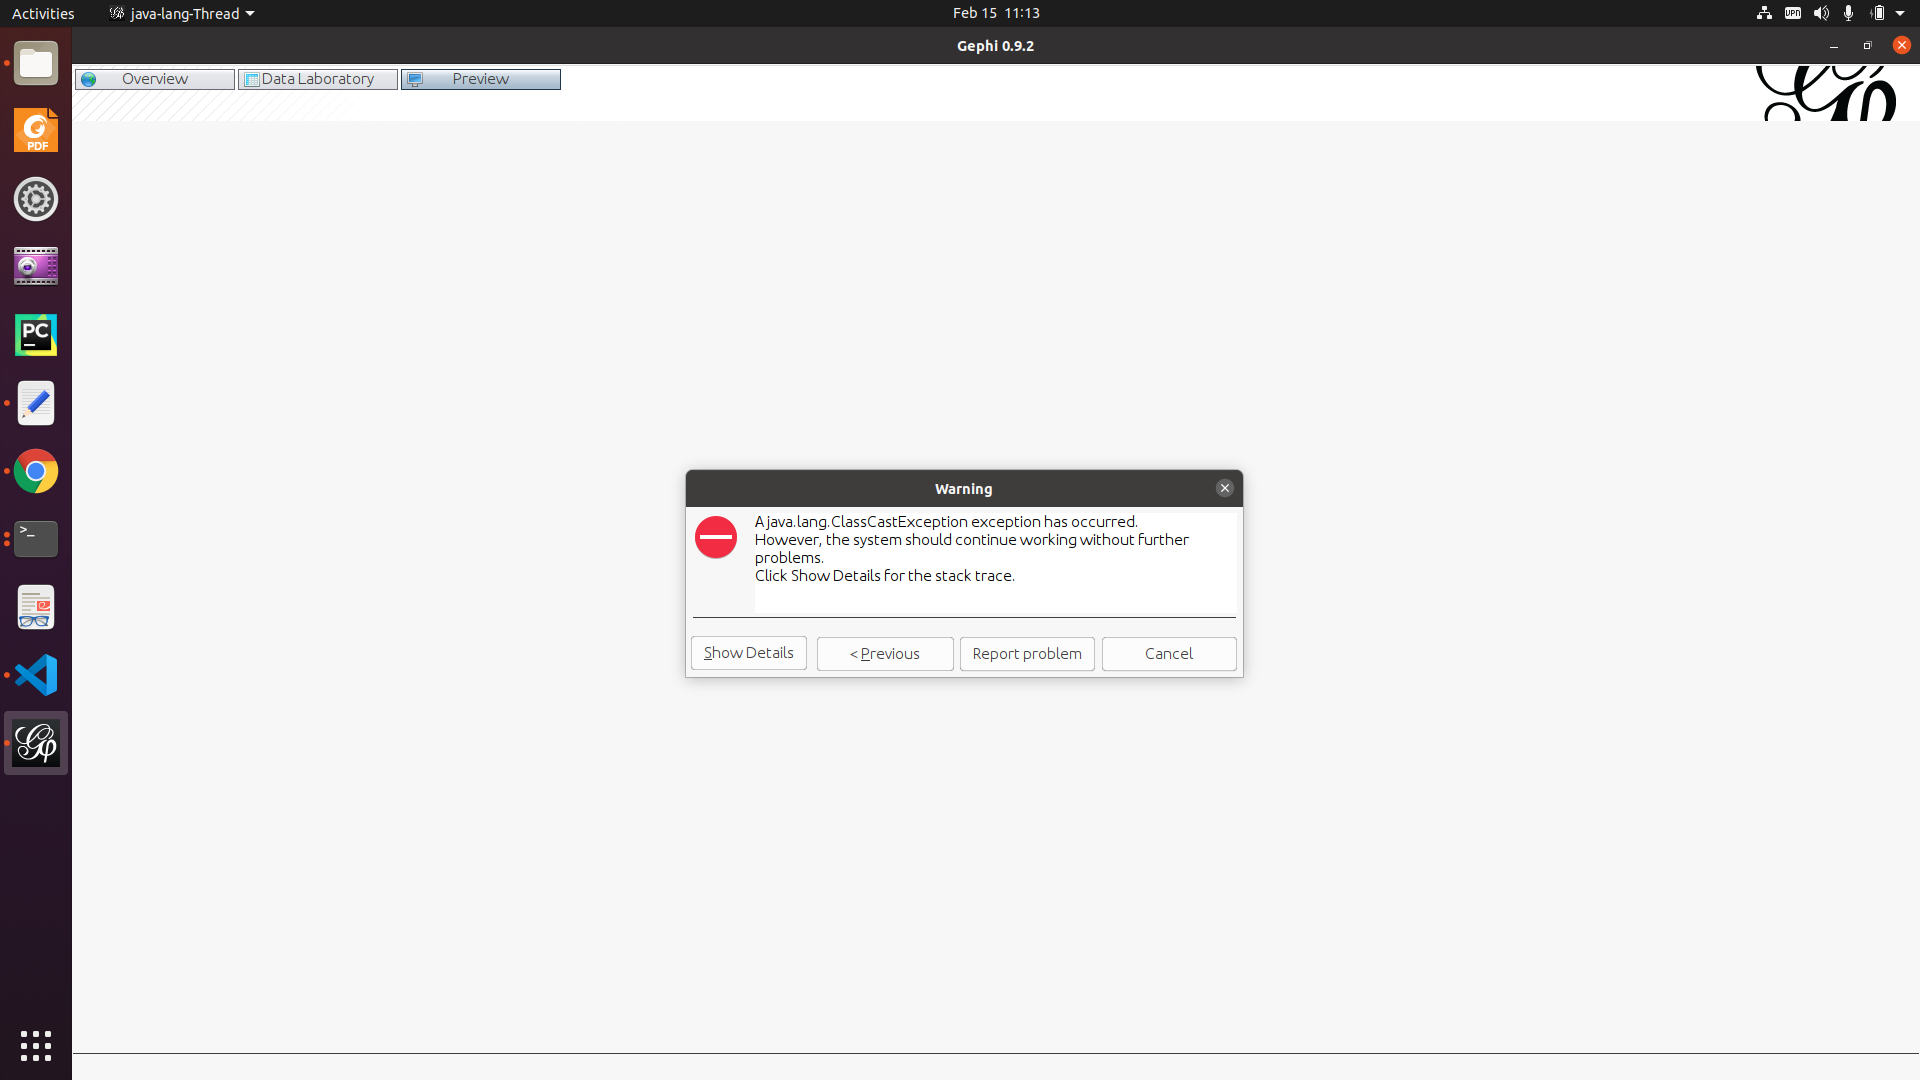 Activities
java-lang-Thread
Feb 15 11:13
VPN
Gephi 0.9.2
Overview
Data Laboratory
Preview
PDF
PC
>_
Warning
A java.lang.ClassCastException exception has occurred.
However, the system should continue working without further
problems.
Click Show Details for the stack trace.
Show Details
< Previous
Report problem
Cancel